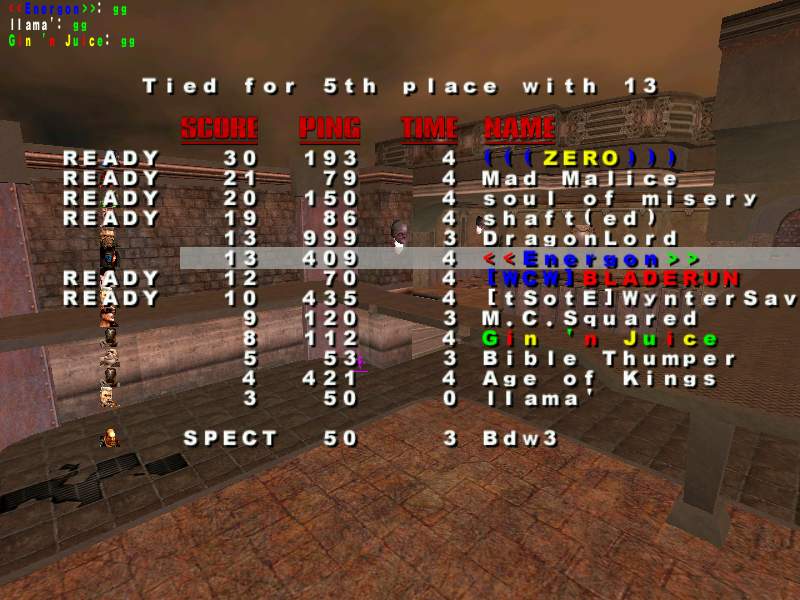 <<Energon>>: gg
llama': gg
Gin 'n Juice: gg
Tied for 5th place with 13
SCORE PING TIME NAME
READY 30 193 4 (((ZERO)))
READY 21 79 4 Mad Malice
READY 20 150 4 soul of misery
READY 19 86 4 shaft(ed)
13 999 3 DragonLord
13 409 4 <<Energon>>
READY 12 70 4 [WCW]BLADERUN
READY 10 435 4 [tSotE]WynterSav
9 120 3 M.C.Squared
8 112 4 Gin 'n Juice
5 53 3 Bible Thumper
4 421 4 Age of Kings
3 50 0 llama'
SPECT 50 3 Bdw3